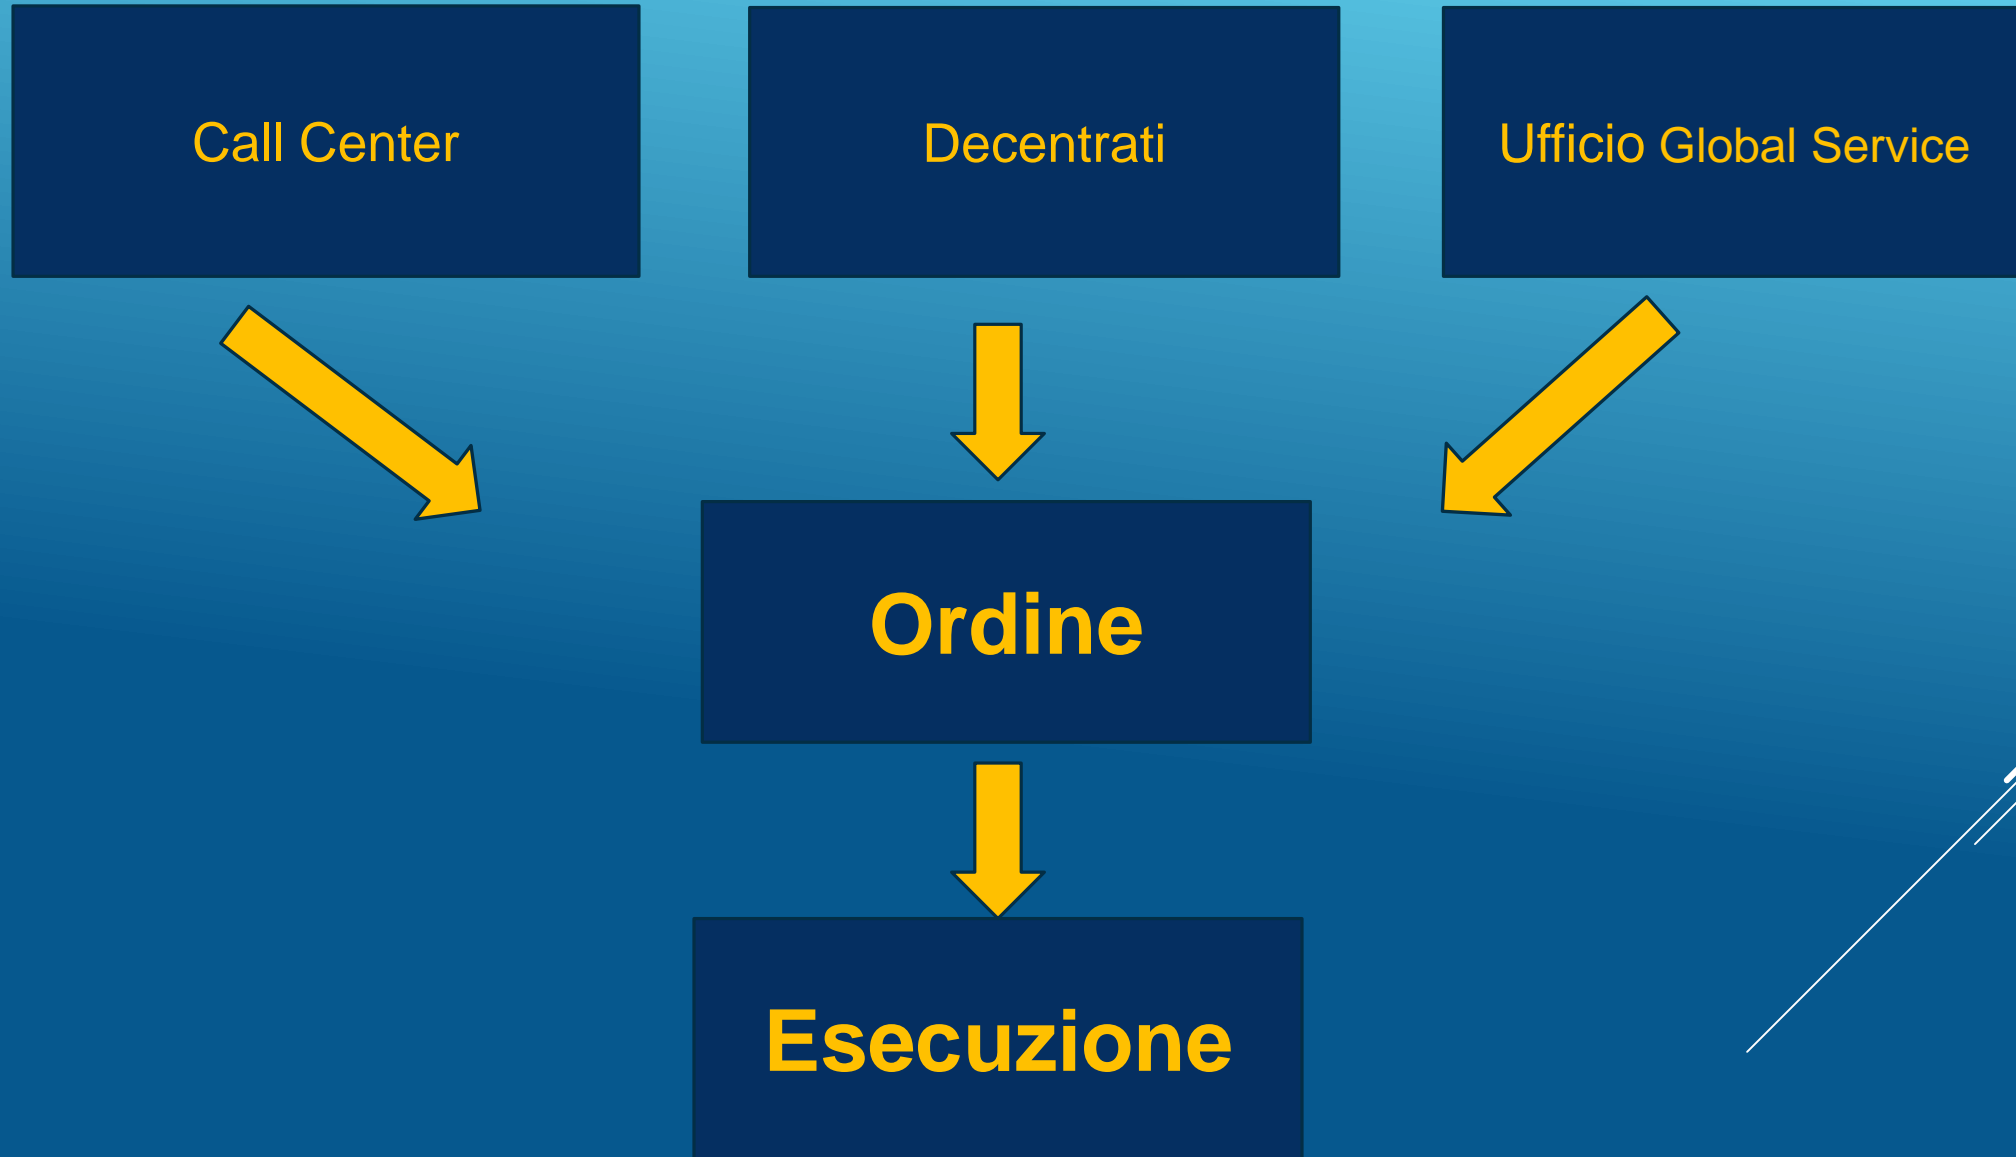 Call Center
Decentrati
Ufficio Global Service
Ordine
Esecuzione